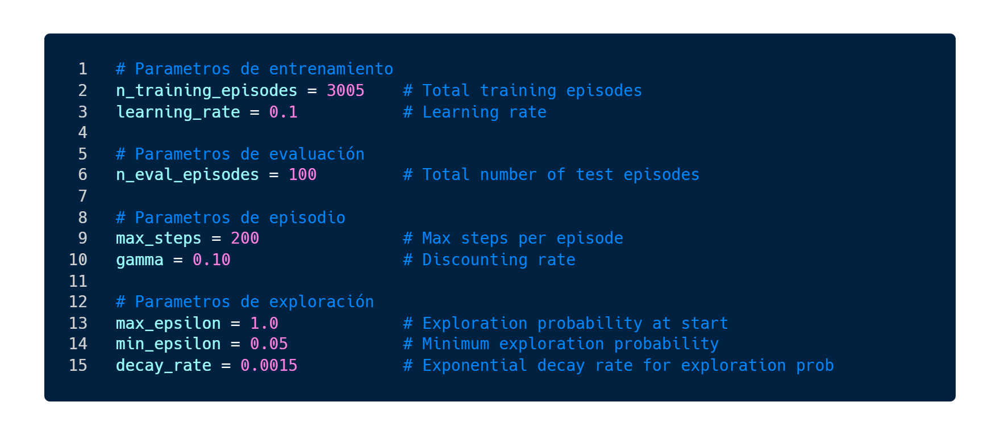 1 # Parametros de entrenamiento
2 n_training_episodes = 3005    # Total training episodes
3 learning_rate = 0.1           # Learning rate
4
5 # Parametros de evaluación
6 n_eval_episodes = 100         # Total number of test episodes
7
8 # Parametros de episodio
9 max_steps = 200               # Max steps per episode
10 gamma = 0.10                  # Discounting rate
11
12 # Parametros de exploración
13 max_epsilon = 1.0             # Exploration probability at start
14 min_epsilon = 0.05            # Minimum exploration probability
15 decay_rate = 0.0015           # Exponential decay rate for exploration prob